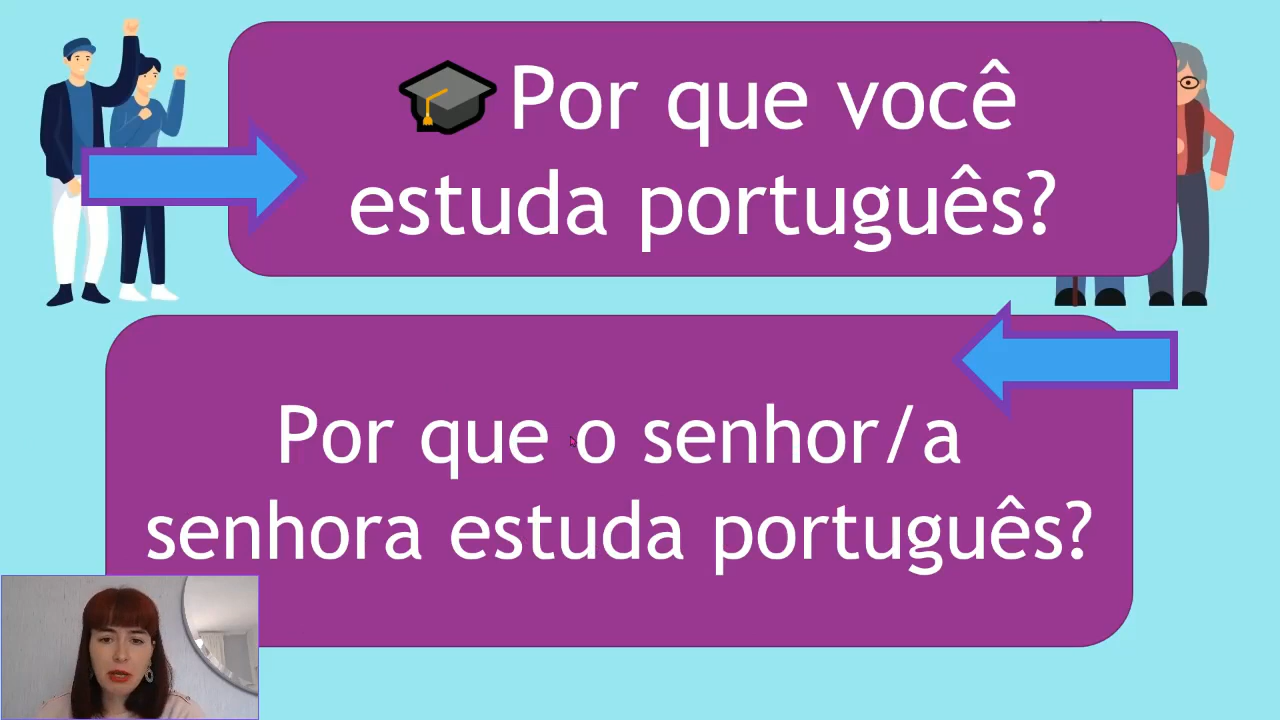 Por que você
estuda português?
Por que o senhor/a
senhora estuda português?